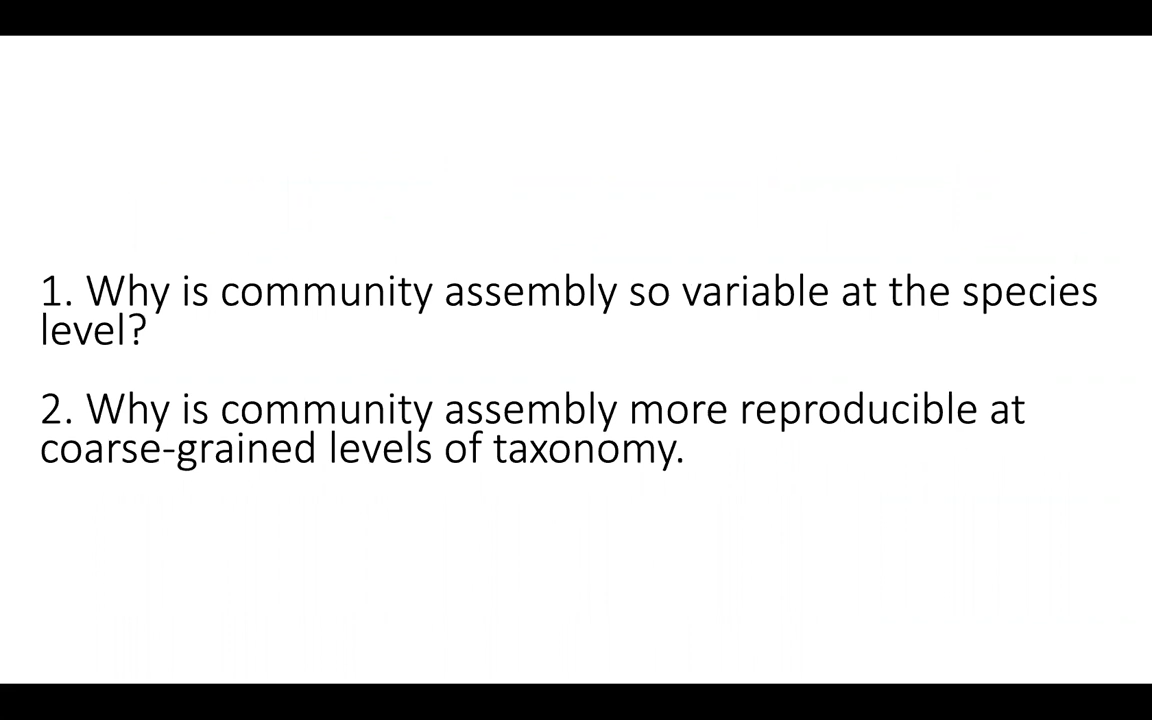 1. Why is community assembly so variable at the species
level?
2. Why is community assembly more reproducible at
coarse-grained levels of taxonomy.